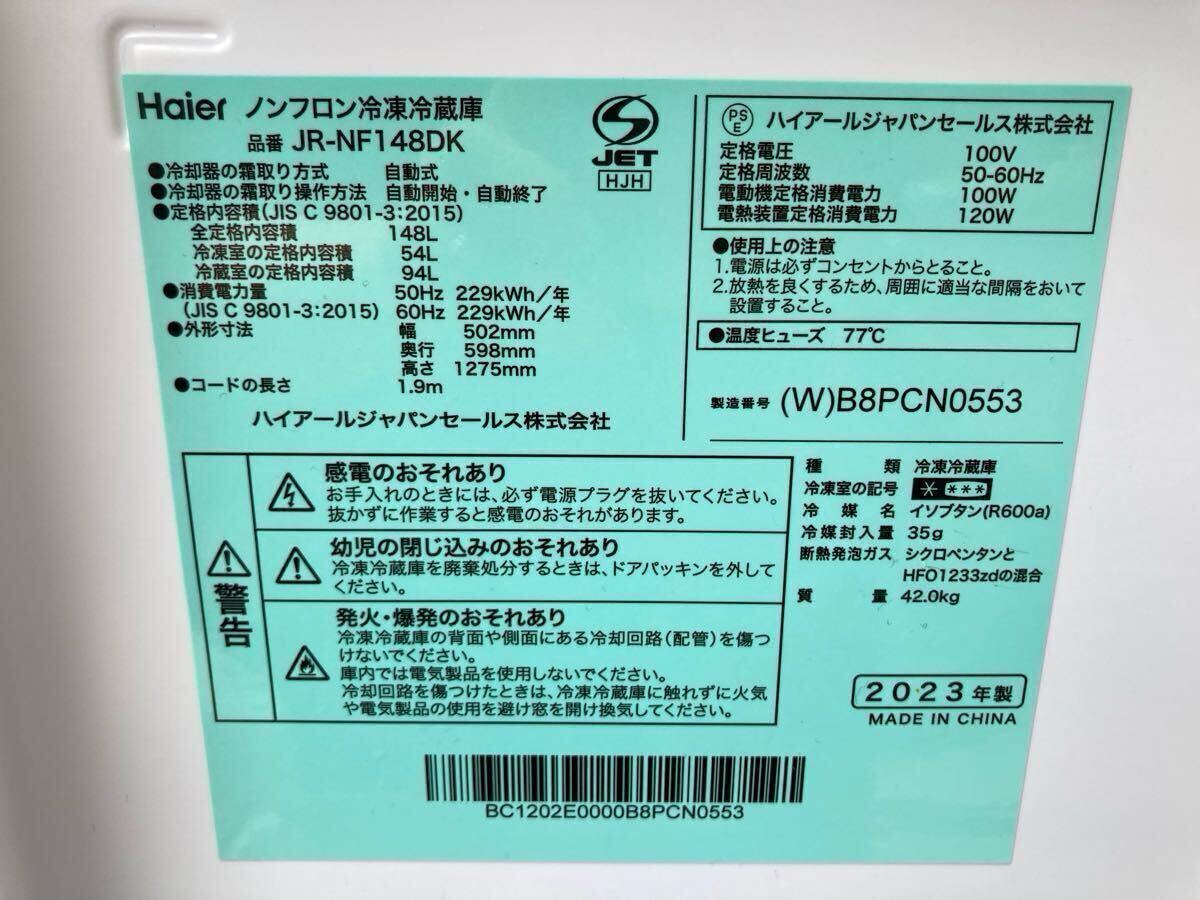 Haier ノンフロン冷凍冷蔵庫
品番 JR-NF148DK
●冷却器の霜取り方式 自動式
●冷却器の霜取り操作方法 自動開始・自動終了
●定格内容積(JIS C 9801-3:2015)
全定格内容積 148L
冷凍室の定格内容積 54L
冷蔵室の定格内容積 94L
●消費電力量 50Hz 229kWh/年
(JIS C 9801-3:2015) 60Hz 229kWh/年
●外形寸法 幅 502mm
奥行 598mm
高さ 1275mm
●コードの長さ 1.9m
ハイアールジャパンセールス株式会社
JET
HJH
PS
E
ハイアールジャパンセールス株式会社
定格電圧 100V
定格周波数 50-60Hz
電動機定格消費電力 100W
電熱装置定格消費電力 120W
●使用上の注意
1.電源は必ずコンセントからとること。
2.放熱を良くするため、周囲に適当な間隔をおいて
設置すること。
●温度ヒューズ 77℃
製造番号 (W)B8PCN0553
警告
感電のおそれあり
お手入れのときには、必ず電源プラグを抜いてください。
抜かずに作業すると感電のおそれがあります。
幼児の閉じ込みのおそれあり
冷凍冷蔵庫を廃棄処分するときは、ドアパッキンを外して
ください。
発火・爆発のおそれあり
冷凍冷蔵庫の背面や側面にある冷却回路(配管)を傷つ
けないでください。
庫内では電気製品を使用しないでください。
冷却回路を傷つけたときは、冷凍冷蔵庫に触れずに火気
や電気製品の使用を避け窓を開け換気してください。
種類 冷凍冷蔵庫
冷凍室の記号 * ***
冷媒名 イソブタン(R600a)
冷媒封入量 35g
断熱発泡ガス シクロペンタンと
HFO1233zdの混合
質量 42.0kg
2023年製
MADE IN CHINA
BC1202E0000B8PCN0553